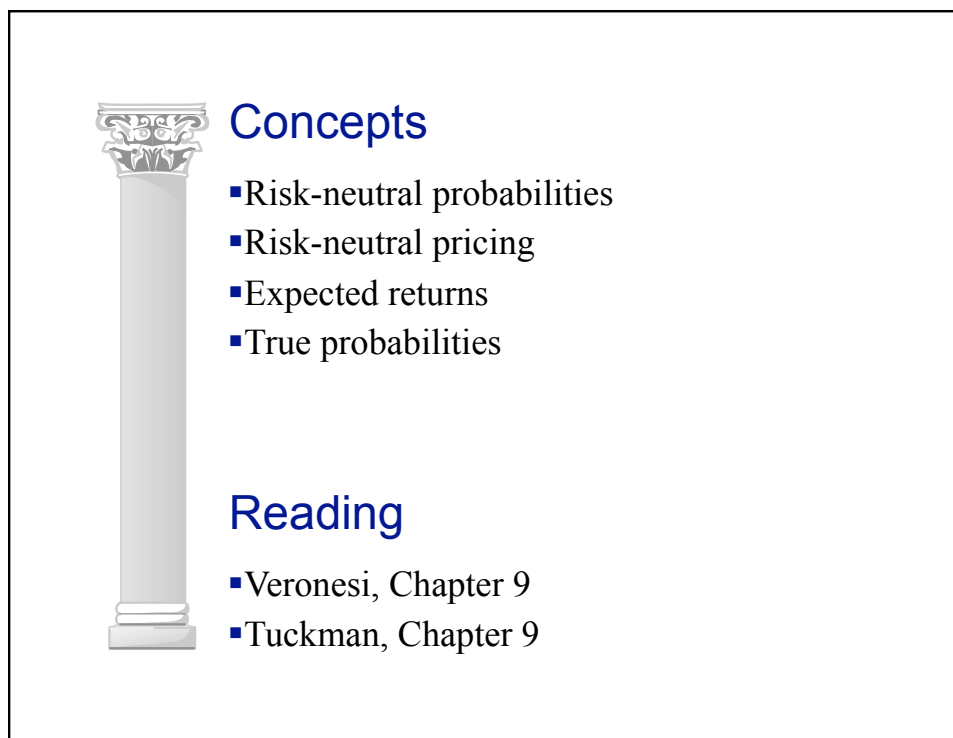 Concepts
▪Risk-neutral probabilities
▪Risk-neutral pricing
▪Expected returns
▪True probabilities
Reading
▪Veronesi, Chapter 9
▪Tuckman, Chapter 9